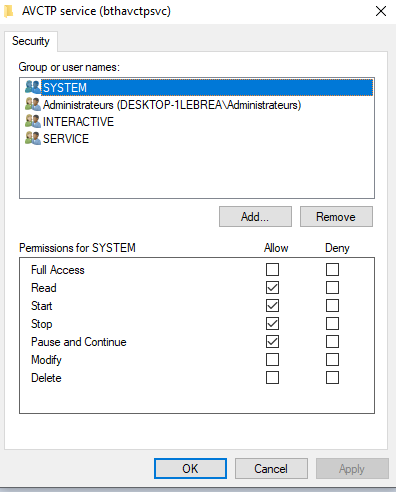 AVCTP service (bthavctpsvc)
Security
Group or user names:
SYSTEM
Administrateurs (DESKTOP-1LEBREA\Administrateurs)
INTERACTIVE
SERVICE
Add... Remove
Permissions for SYSTEM Allow Deny
Full Access
Read
Start
Stop
Pause and Continue
Modify
Delete
OK Cancel Apply